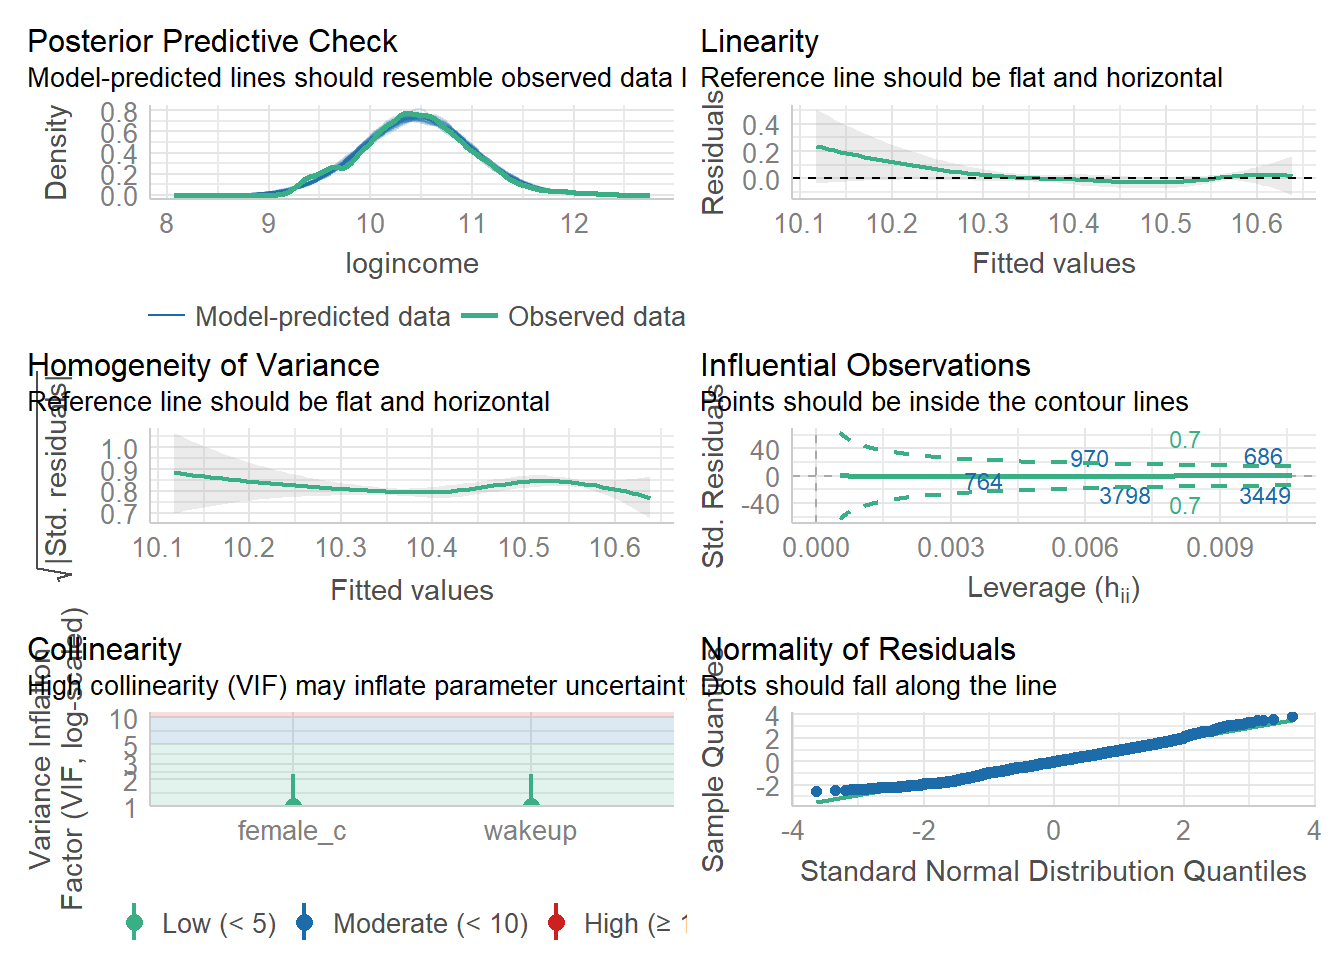 Posterior Predictive Check
Model-predicted lines should resemble observed data l
Density
0.8
0.6
0.4
0.2
0.0
8
9
10
11
12
logincome
Model-predicted data
Observed data
Linearity
Reference line should be flat and horizontal
Residuals
0.4
0.2
0.0
10.1
10.2
10.3
10.4
10.5
10.6
Fitted values
Homogeneity of Variance
Reference line should be flat and horizontal
√|Std. residuals|
1.0
0.9
0.8
0.7
10.1
10.2
10.3
10.4
10.5
10.6
Fitted values
Influential Observations
Points should be inside the contour lines
Std. Residuals
40
0
-40
0.7
970
686
764
3798
3449
0.7
0.000
0.003
0.006
0.009
Leverage (hii)
Collinearity
High collinearity (VIF) may inflate parameter uncertainty
Variance Inflation
Factor (VIF, log-scaled)
10
5
3
2
1
female_c
wakeup
Low (< 5)
Moderate (< 10)
High (≥ 1
Normality of Residuals
Dots should fall along the line
Sample Quantiles
4
2
0
-2
-4
-2
0
2
4
Standard Normal Distribution Quantiles